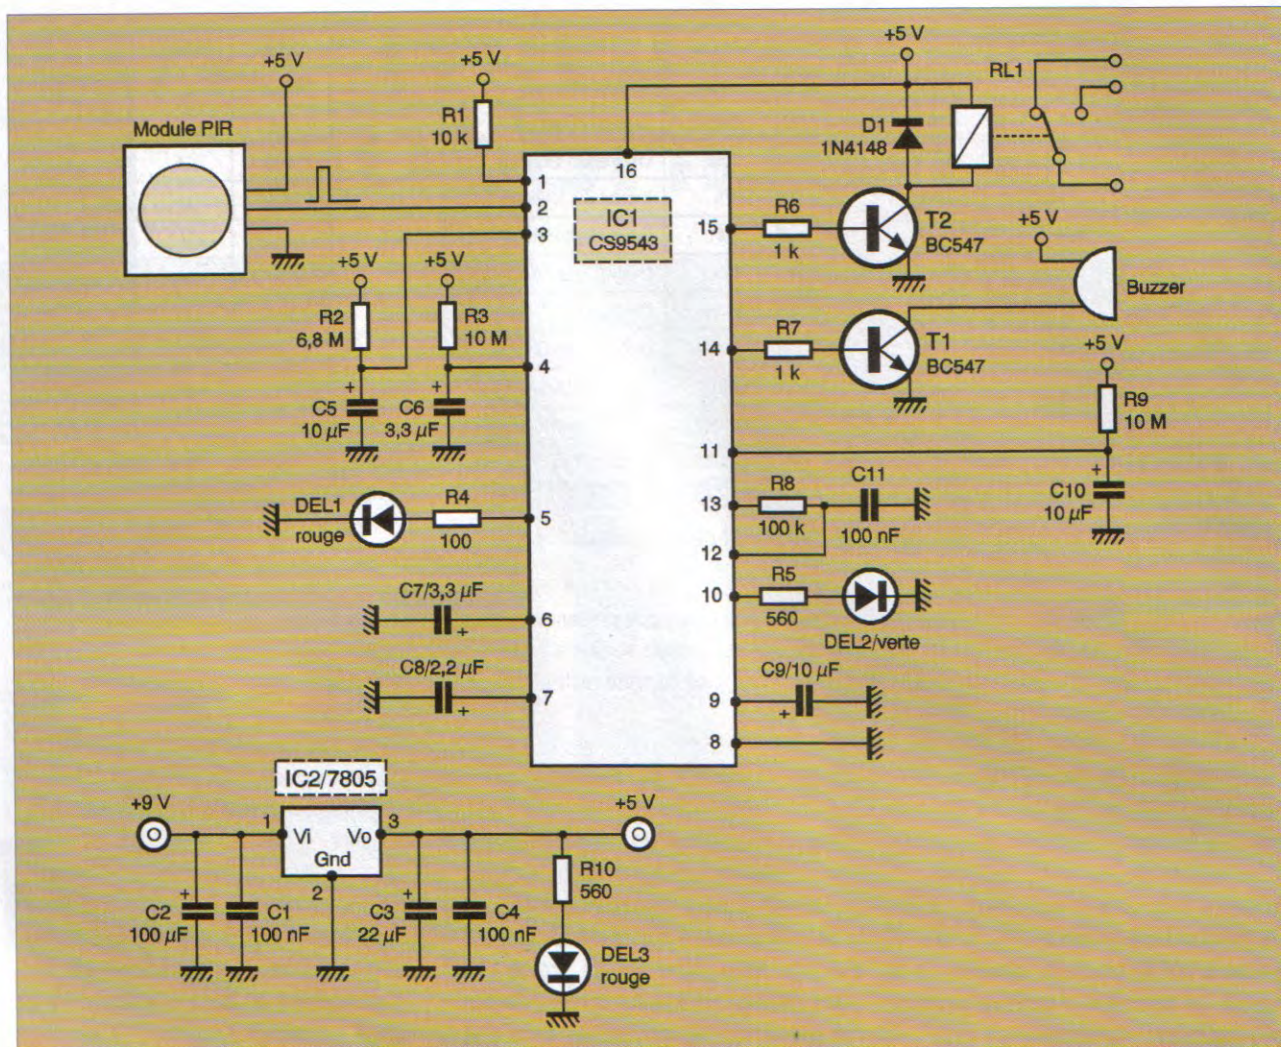 +5 V
+5 V
+5 V
RL1
Module PIR
R1
10 k
D1
1N4148
16
1
2
3
IC1
CS9543
15
R6
1 k
T2
BC547
+5 V
Buzzer
+5 V
+5 V
R2
6,8 M
R3
10 M
4
14
R7
1 k
T1
BC547
+5 V
R9
10 M
+
C5
10 µF
+
C6
3,3 µF
11
+
C10
10 µF
DEL1
rouge
R4
100
5
13
R8
100 k
C11
100 nF
12
10
R5
560
DEL2/verte
C7/3,3 µF
+
6
C8/2,2 µF
+
7
C9/10 µF
+
9
8
IC2/7805
+9 V
1
Vi
Vo
3
Gnd
2
+5 V
R10
560
+
C2
100 µF
C1
100 nF
+
C3
22 µF
C4
100 nF
DEL3
rouge